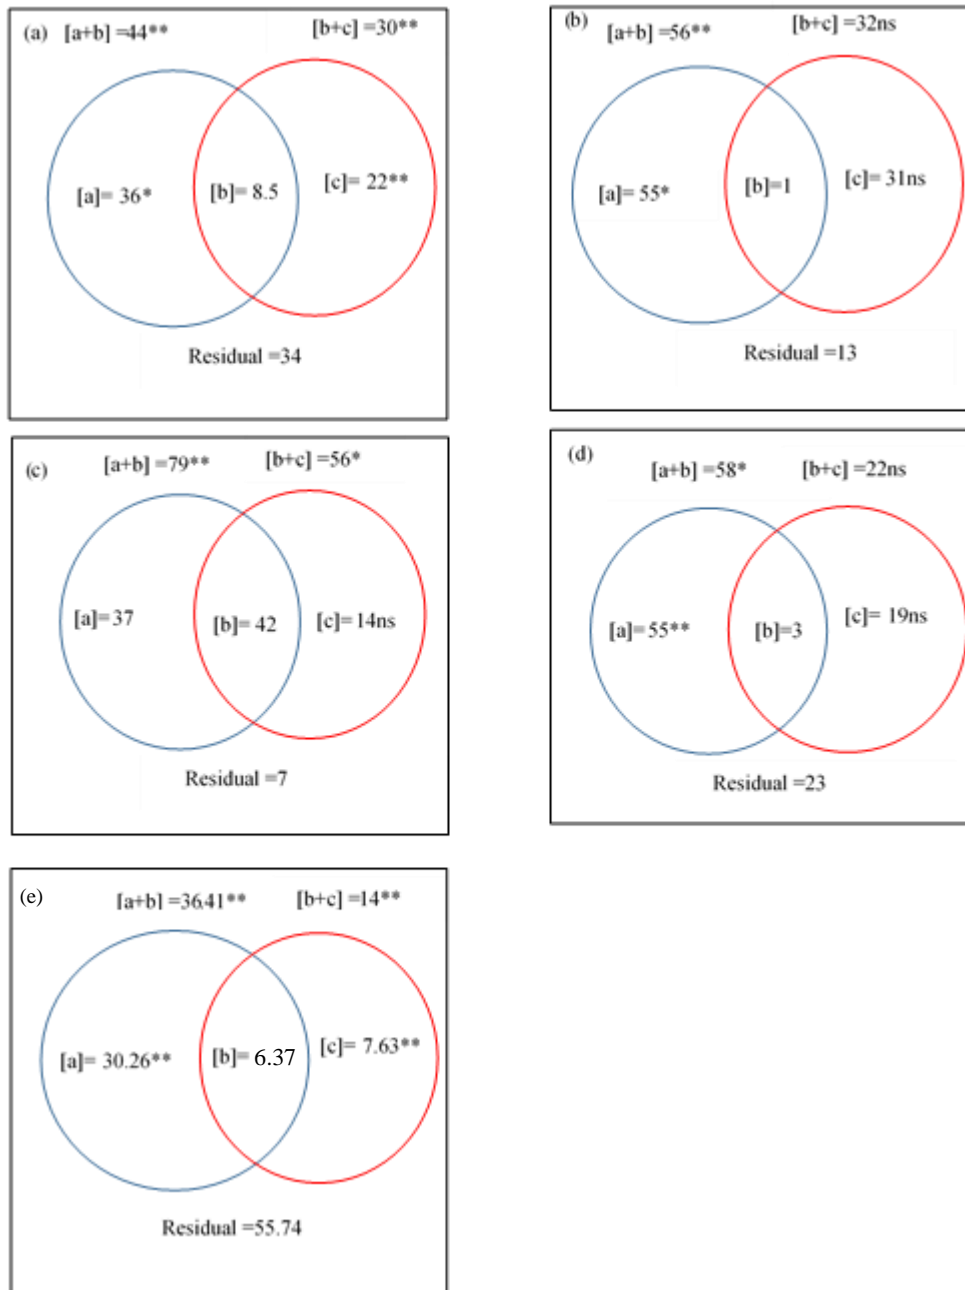 (a) [a+b] =44** [b+c] =30**
[a]= 36* [b]= 8.5 [c]= 22**
Residual =34
(b) [a+b] =56** [b+c] =32ns
[a]= 55* [b]=1 [c]= 31ns
Residual =13
(c) [a+b] =79** [b+c] =56*
[a]= 37 [b]= 42 [c]= 14ns
Residual =7
(d) [a+b] =58* [b+c] =22ns
[a]= 55** [b]=3 [c]= 19ns
Residual =23
(e) [a+b] =36.41** [b+c] =14**
[a]= 30.26** [b]= 6.37 [c]= 7.63**
Residual =55.74